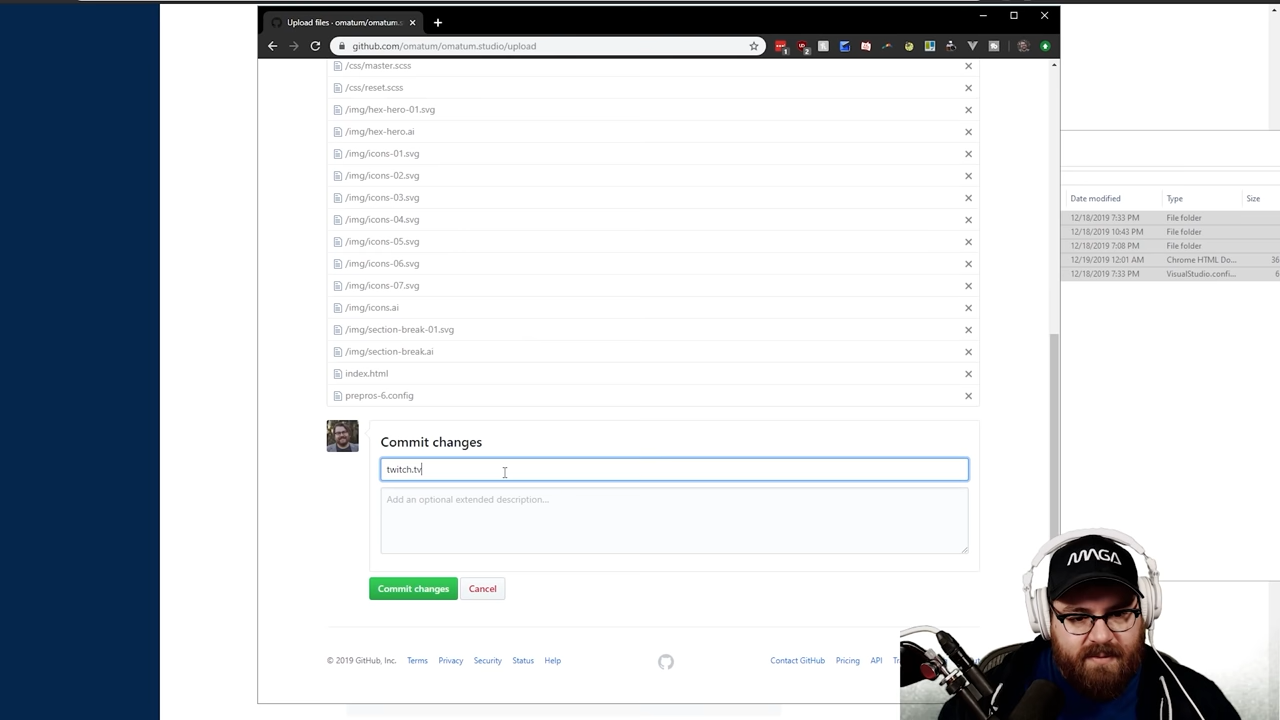 Upload files - omatum/omatum.s
github.com/omatum/omatum.studio/upload
/css/master.scss
/css/reset.scss
/img/hex-hero-01.svg
/img/hex-hero.ai
/img/icons-01.svg
/img/icons-02.svg
/img/icons-03.svg
/img/icons-04.svg
/img/icons-05.svg
/img/icons-06.svg
/img/icons-07.svg
/img/icons.ai
/img/section-break-01.svg
/img/section-break.ai
index.html
prepros-6.config
Commit changes
twitch.tv
Add an optional extended description...
Commit changes Cancel
© 2019 GitHub, Inc. Terms Privacy Security Status Help
Contact GitHub Pricing API
Date modified Type Size
12/18/2019 7:33 PM File folder
12/18/2019 10:43 PM File folder
12/18/2019 7:08 PM File folder
12/19/2019 12:01 AM Chrome HTML Do... 36
12/18/2019 7:33 PM VisualStudio.confi... 6